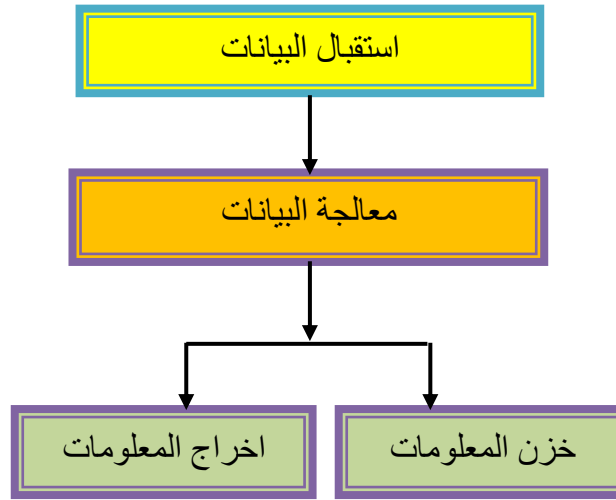 استقبال البيانات
معالجة البيانات
خزن المعلومات
اخراج المعلومات